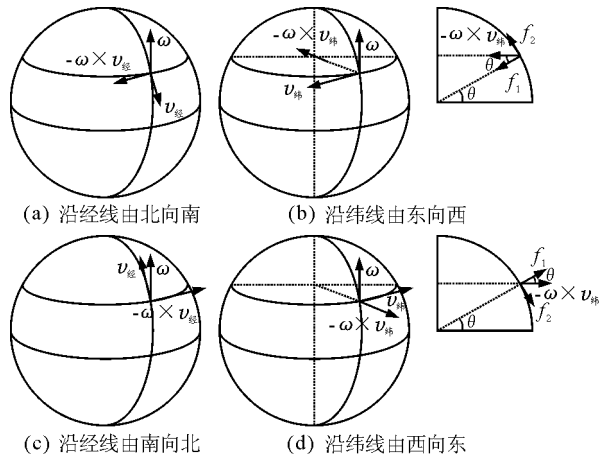 ω
-ω×v经
v经
(a) 沿经线由北向南
ω
-ω×v纬
v纬
(b) 沿纬线由东向西
-ω×v纬
f2
θ
f1
θ
v经
ω
-ω×v经
(c) 沿经线由南向北
ω
v纬
-ω×v纬
(d) 沿纬线由西向东
f1
θ
-ω×v纬
f2
θ